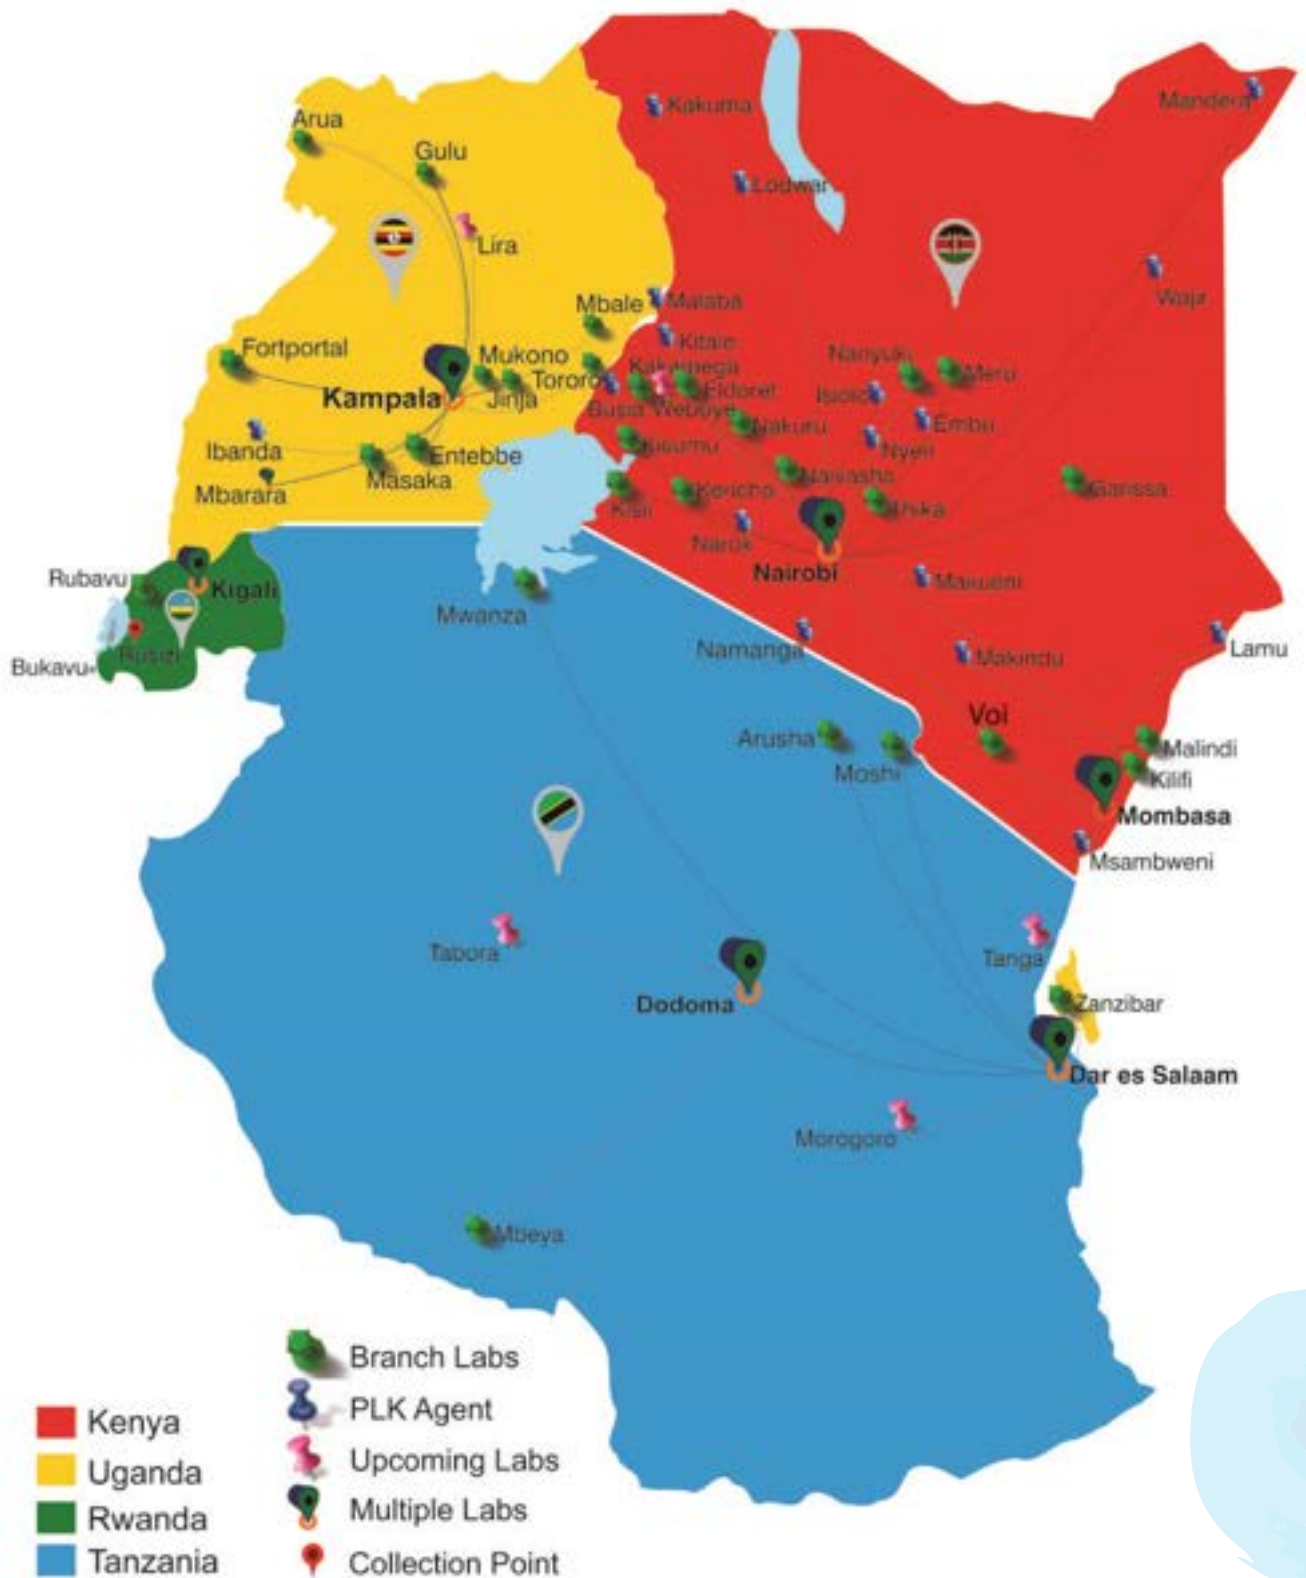 Kakuma
Mandera
Arua
Gulu
Lodwar
Lira
Wajir
Mbale
Malaba
Kitale
Fortportal
Mukono
Kakamega
Nanyuki
Meru
Tororo
Eldoret
Kampala
Jinja
Busia
Webuye
Isiolo
Embu
Nakuru
Ibanda
Entebbe
Kisumu
Nyeri
Masaka
Naivasha
Mbarara
Kericho
Garissa
Kisii
Thika
Narok
Nairobi
Rubavu
Kigali
Makueni
Mwanza
Rusizi
Bukavu
Namanga
Makindu
Lamu
Voi
Arusha
Malindi
Moshi
Kilifi
Mombasa
Msambweni
Tabora
Tanga
Dodoma
Zanzibar
Dar es Salaam
Morogoro
Mbeya
Branch Labs
PLK Agent
Upcoming Labs
Multiple Labs
Collection Point
Kenya
Uganda
Rwanda
Tanzania